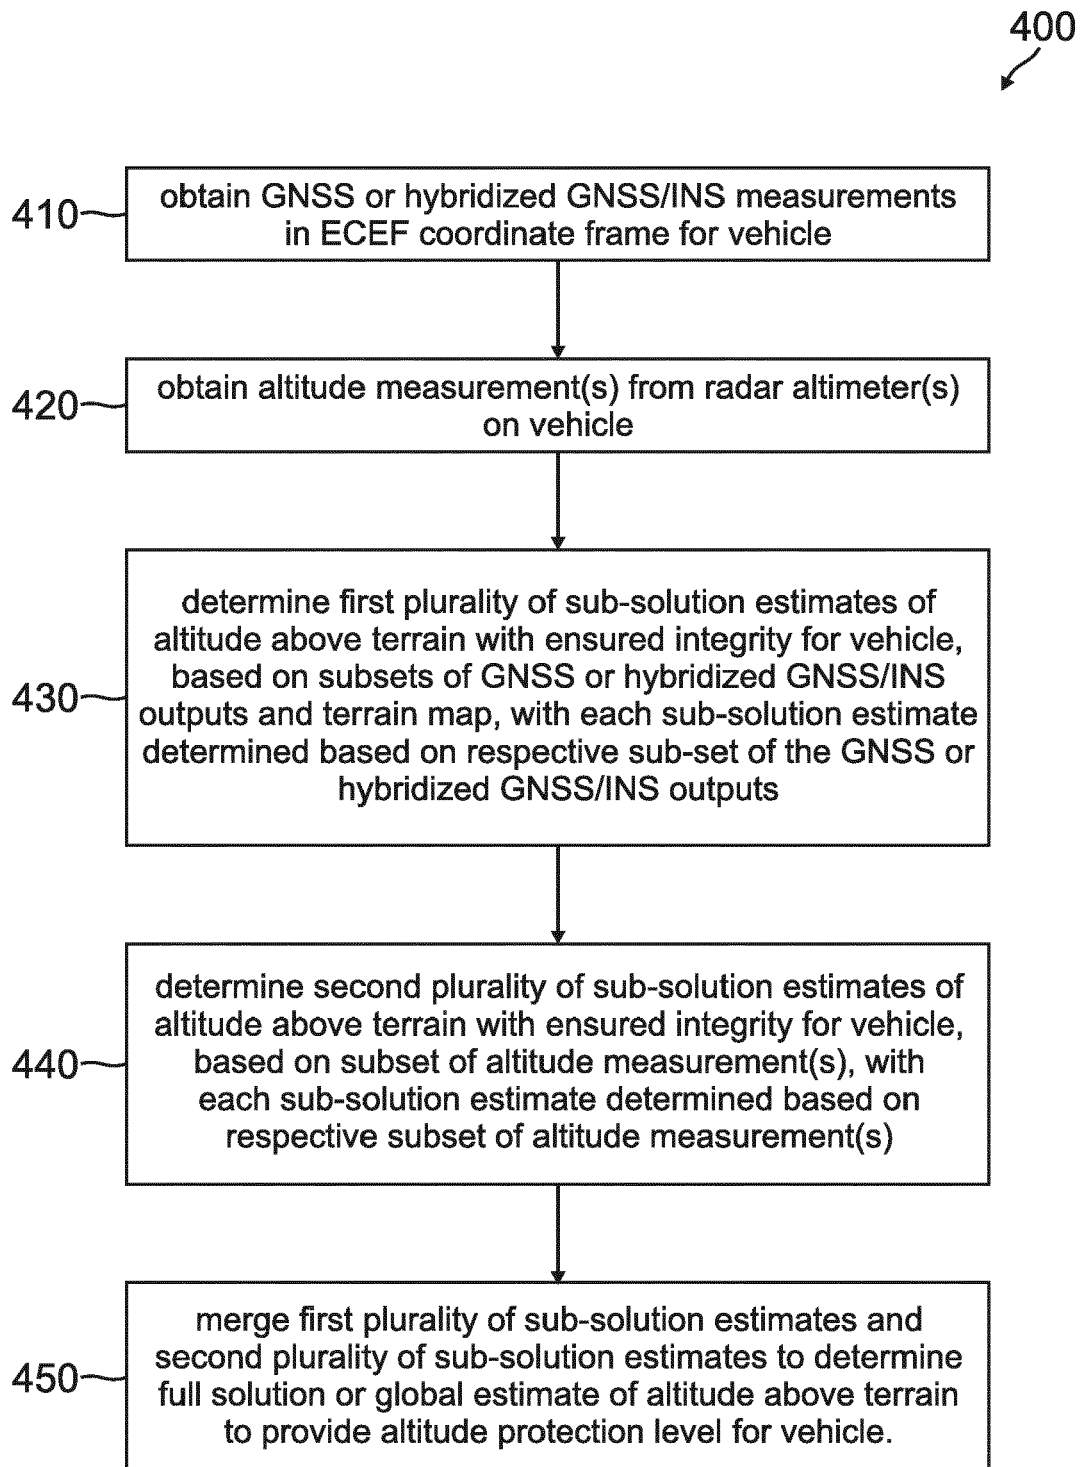 400
410
obtain GNSS or hybridized GNSS/INS measurements
in ECEF coordinate frame for vehicle
420
obtain altitude measurement(s) from radar altimeter(s)
on vehicle
430
determine first plurality of sub-solution estimates of
altitude above terrain with ensured integrity for vehicle,
based on subsets of GNSS or hybridized GNSS/INS
outputs and terrain map, with each sub-solution estimate
determined based on respective sub-set of the GNSS or
hybridized GNSS/INS outputs
440
determine second plurality of sub-solution estimates of
altitude above terrain with ensured integrity for vehicle,
based on subset of altitude measurement(s), with
each sub-solution estimate determined based on
respective subset of altitude measurement(s)
450
merge first plurality of sub-solution estimates and
second plurality of sub-solution estimates to determine
full solution or global estimate of altitude above terrain
to provide altitude protection level for vehicle.